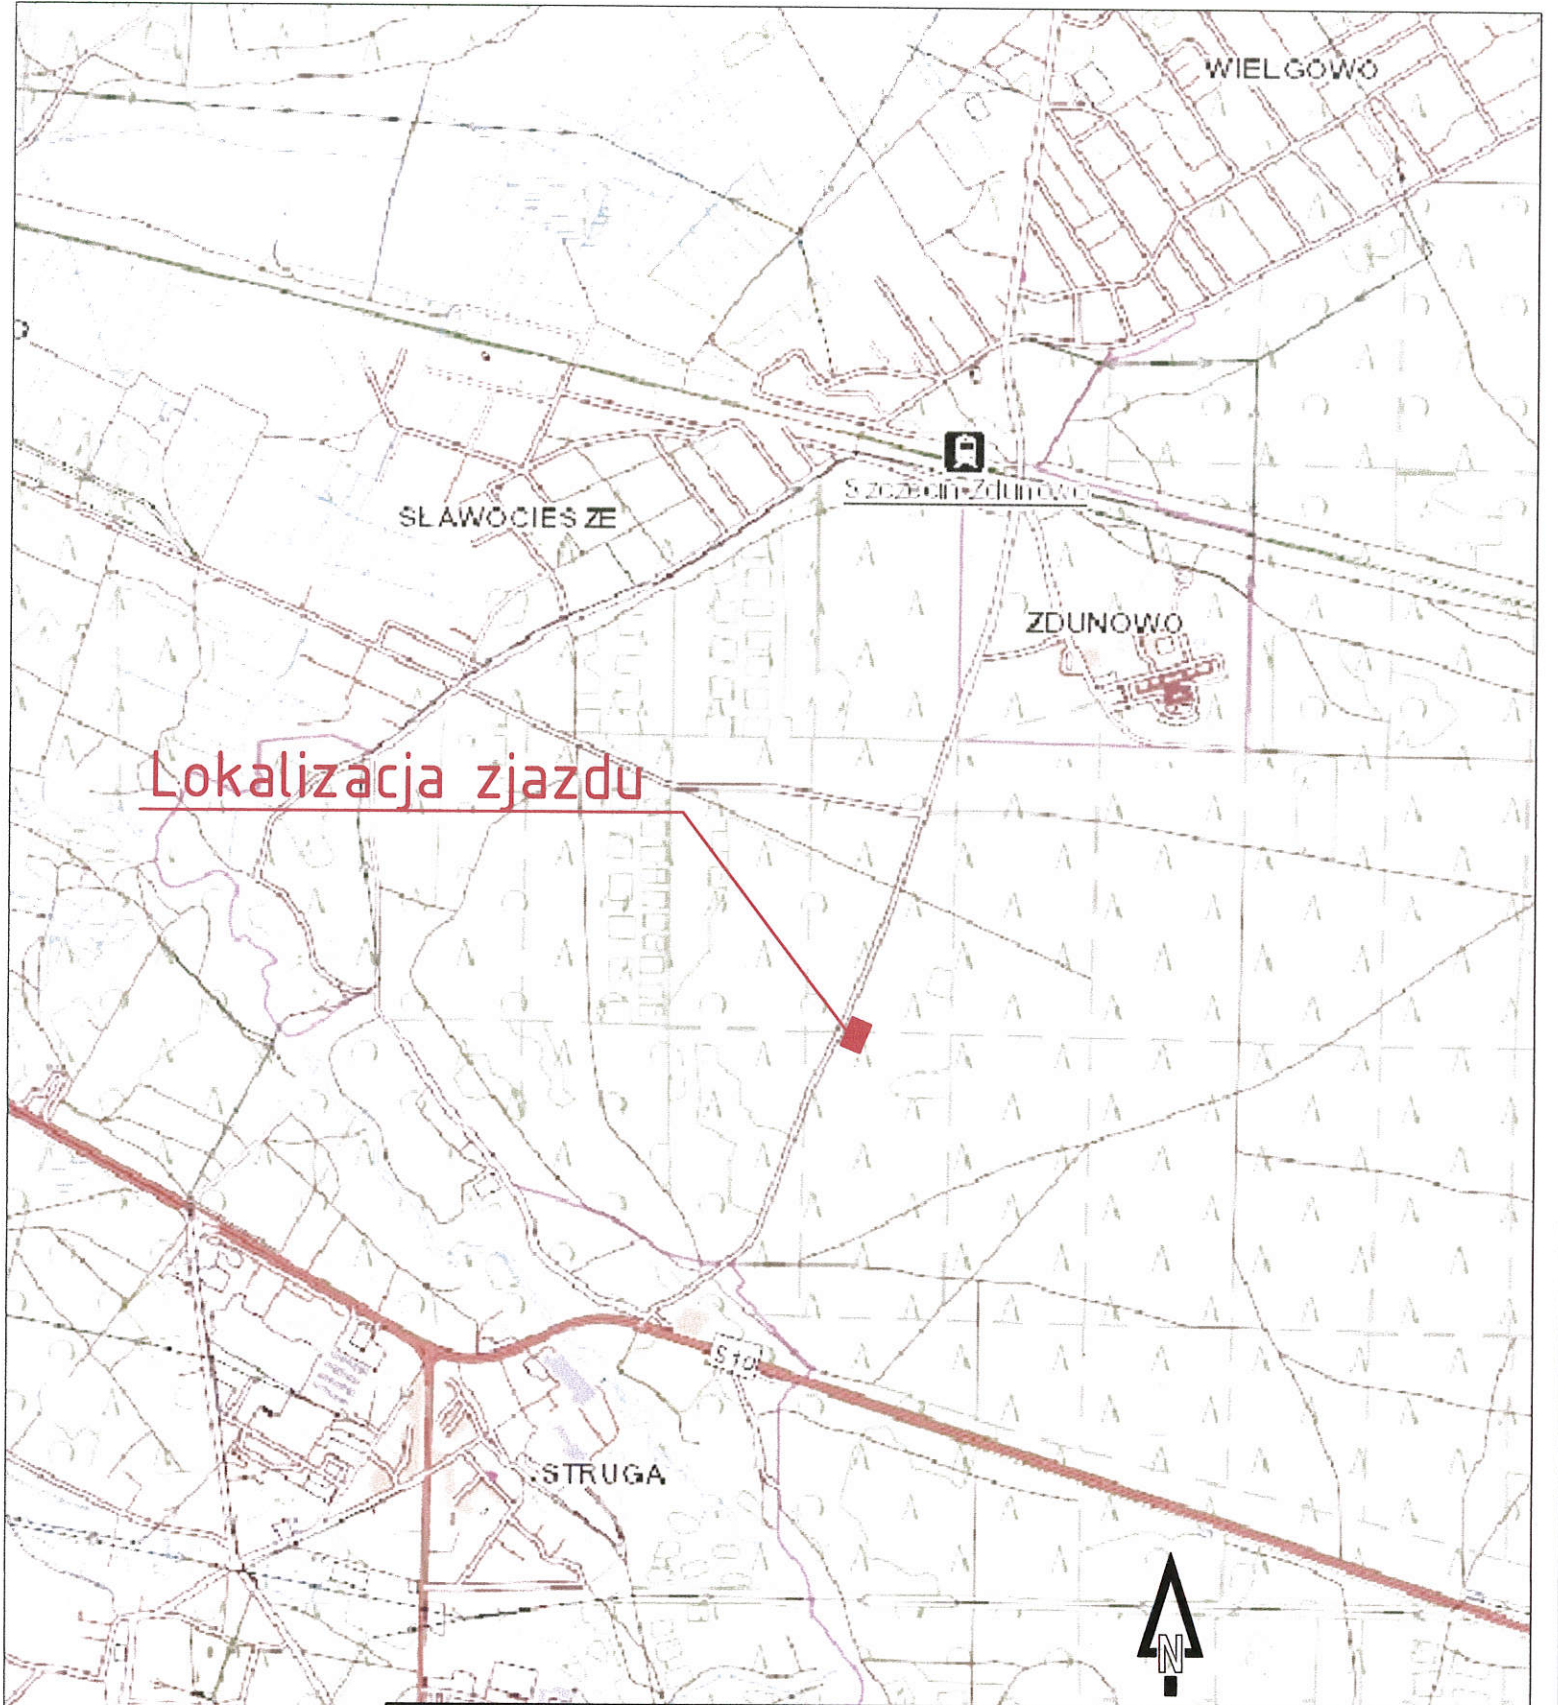 WIELGOWO
Szczecin Zdunowo
SŁAWOCIESZE
ZDUNOWO
Lokalizacja zjazdu
S10
STRUGA
N